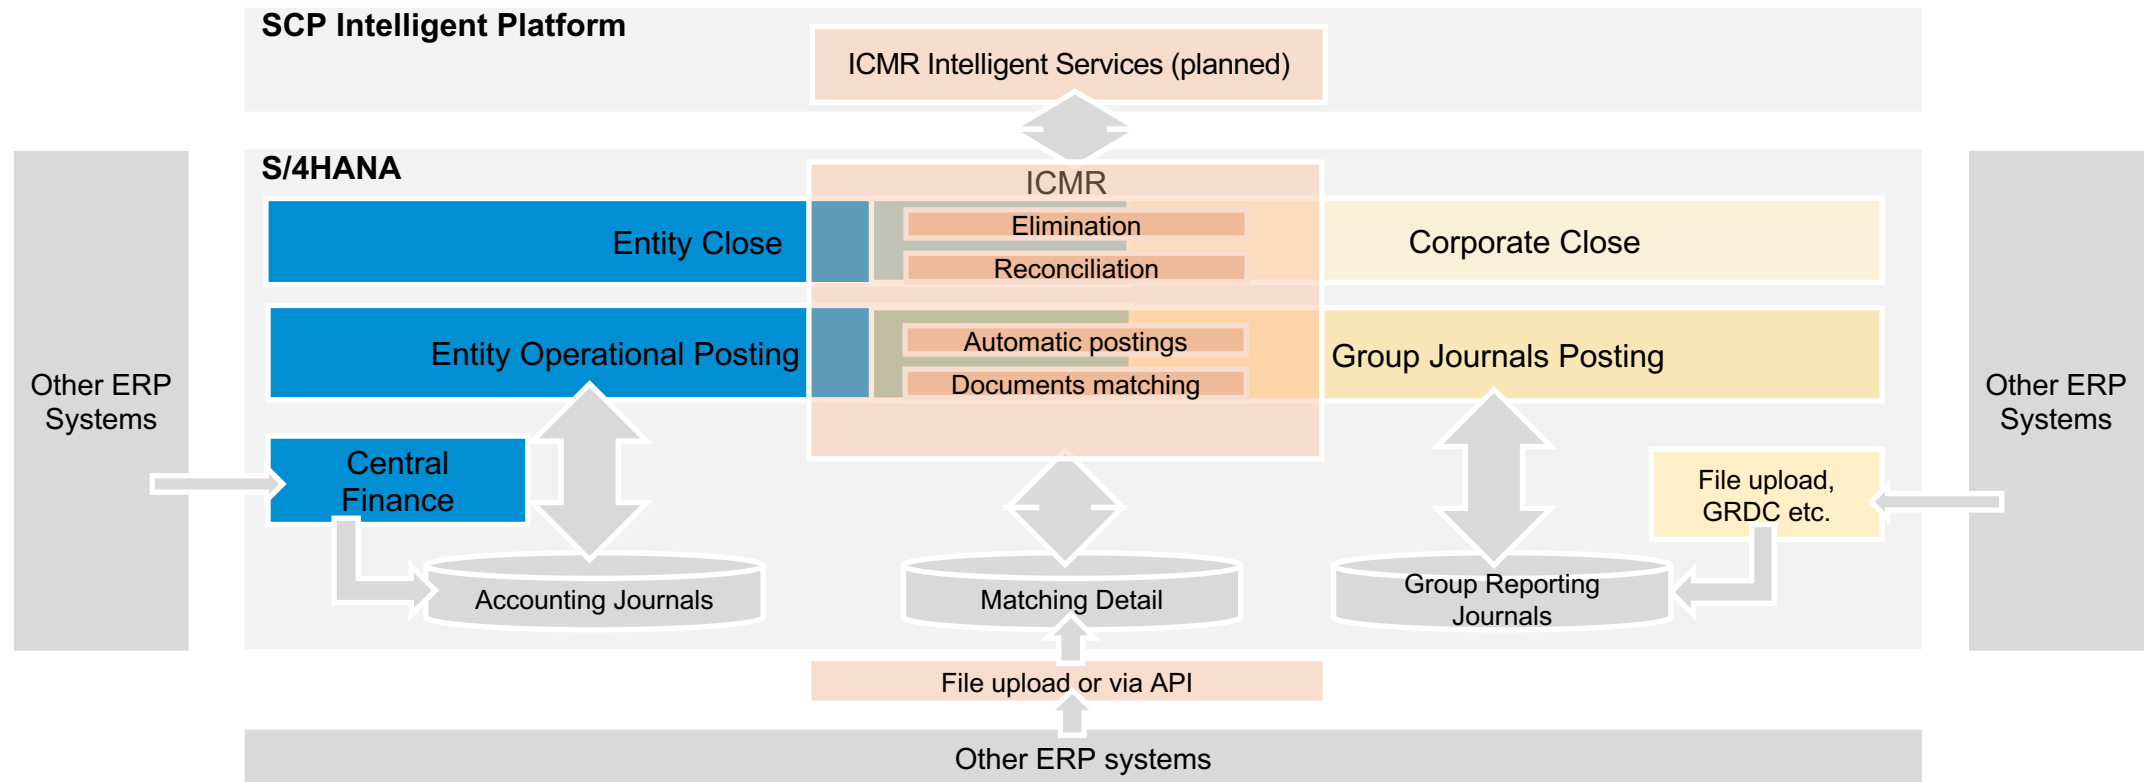 SCP Intelligent Platform
ICMR Intelligent Services (planned)
S/4HANA
ICMR
Entity Close
Elimination
Reconciliation
Corporate Close
Entity Operational Posting
Automatic postings
Documents matching
Group Journals Posting
Other ERP
Systems
Other ERP
Systems
Central
Finance
File upload,
GRDC etc.
Accounting Journals
Matching Detail
Group Reporting
Journals
File upload or via API
Other ERP systems